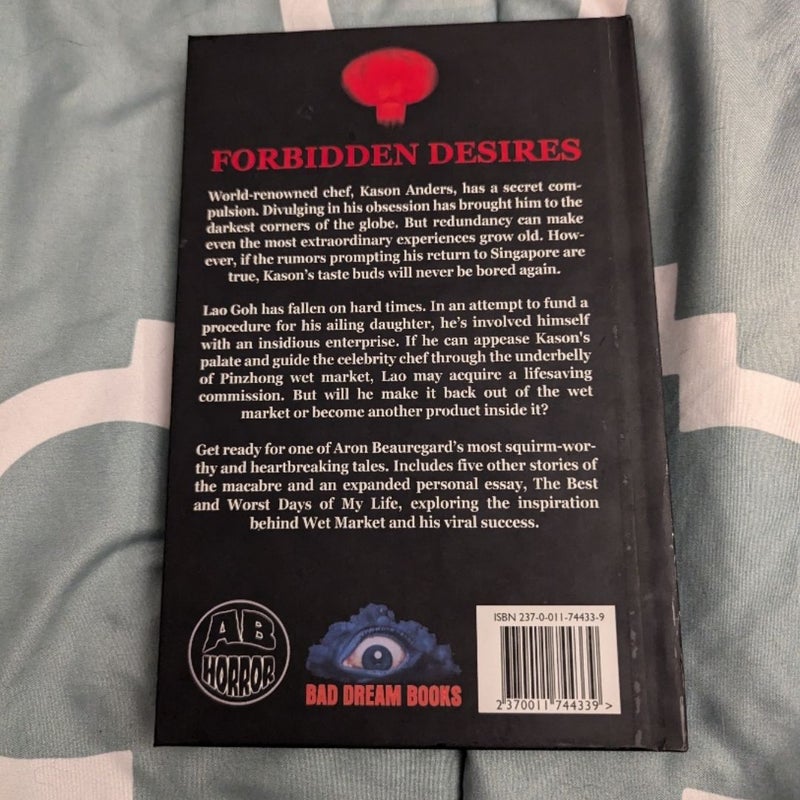 FORBIDDEN DESIRES
World-renowned chef, Kason Anders, has a secret com-
pulsion. Divulging in his obsession has brought him to the
darkest corners of the globe. But redundancy can make
even the most extraordinary experiences grow old. How-
ever, if the rumors prompting his return to Singapore are
true, Kason's taste buds will never be bored again.
Lao Goh has fallen on hard times. In an attempt to fund a
procedure for his ailing daughter, he's involved himself
with an insidious enterprise. If he can appease Kason's
palate and guide the celebrity chef through the underbelly
of Pinzhong wet market, Lao may acquire a lifesaving
commission. But will he make it back out of the wet
market or become another product inside it?
Get ready for one of Aron Beauregard's most squirm-wor-
thy and heartbreaking tales. Includes five other stories of
the macabre and an expanded personal essay, The Best
and Worst Days of My Life, exploring the inspiration
behind Wet Market and his viral success.
AB
HORROR
BAD DREAM BOOKS
ISBN 237-0-011-74433-9
2 370011 744339 >